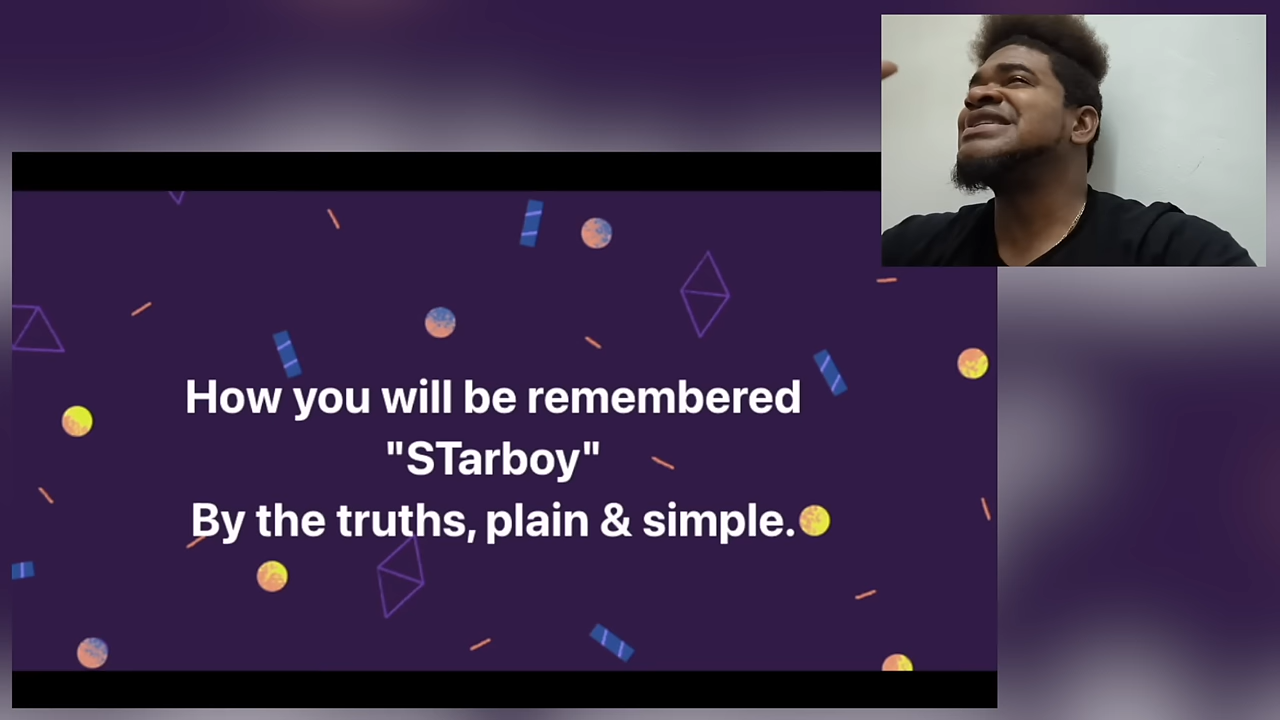 How you will be remembered
"STarboy"
By the truths, plain & simple.